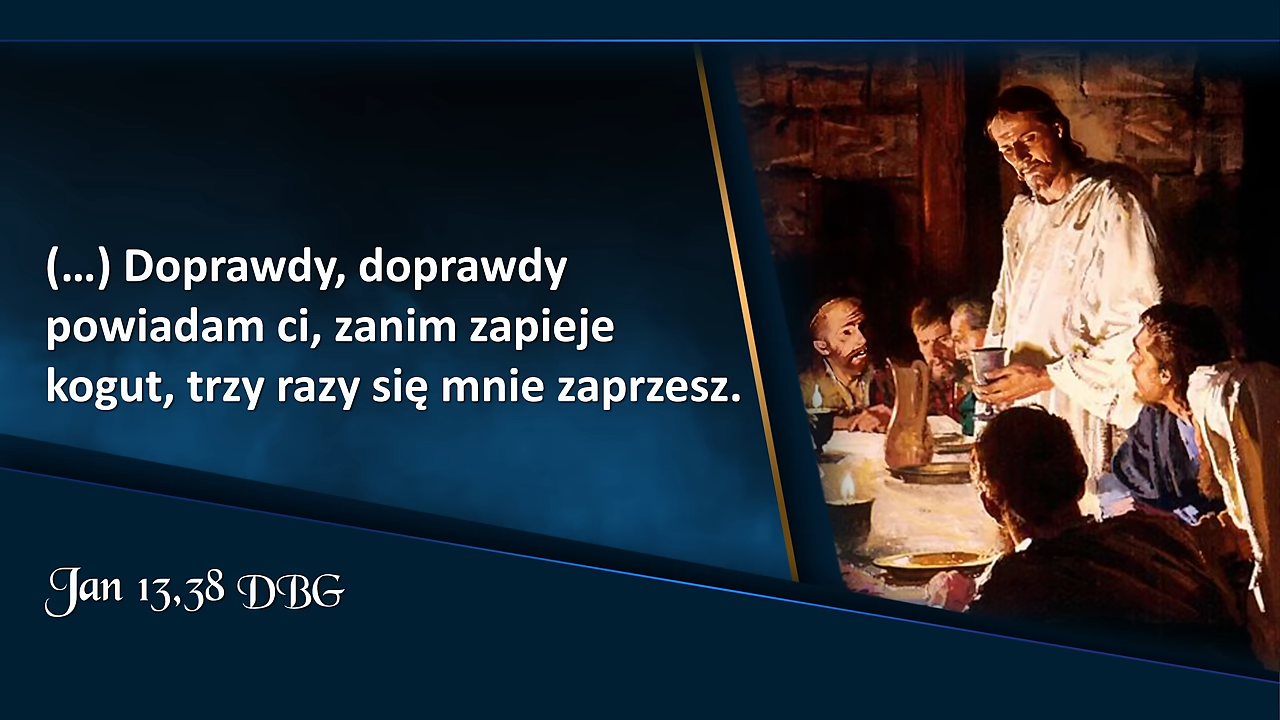 (…) Doprawdy, doprawdy
powiadam ci, zanim zapieje
kogut, trzy razy się mnie zaprzesz.
Jan 13,38 DBG